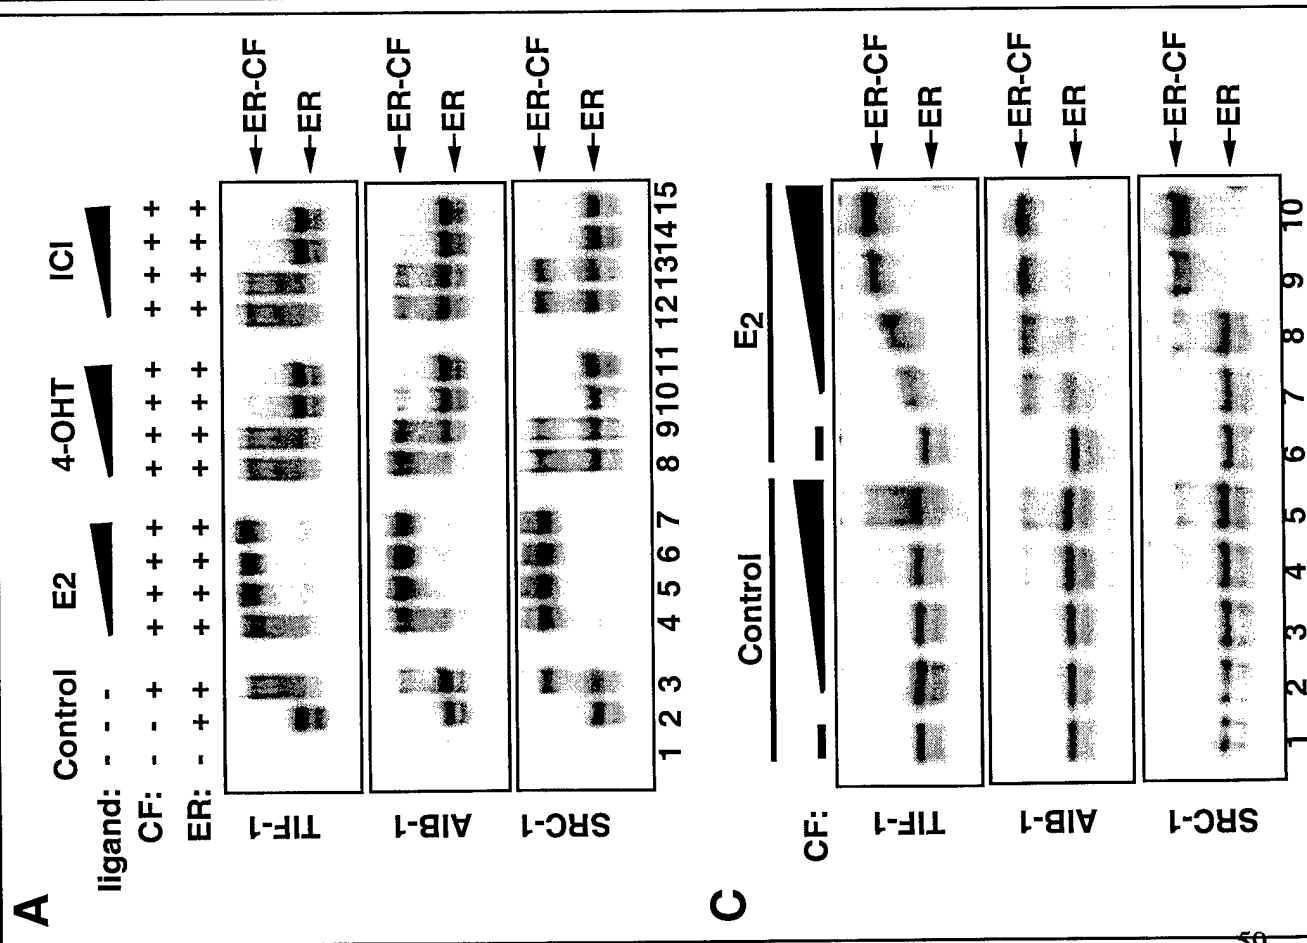 A
Control E2 4-OHT ICI
ligand: - - -
CF: - - + + + + + + + + + + + + +
ER: - + + + + + + + + + + + + + +
TIF-1 ←ER-CF
←ER
AIB-1 ←ER-CF
←ER
SRC-1 ←ER-CF
←ER
1 2 3 4 5 6 7 8 9 10 11 12 13 14 15
C
Control E2
CF: - -
TIF-1 ←ER-CF
←ER
AIB-1 ←ER-CF
←ER
SRC-1 ←ER-CF
←ER
1 2 3 4 5 6 7 8 9 10